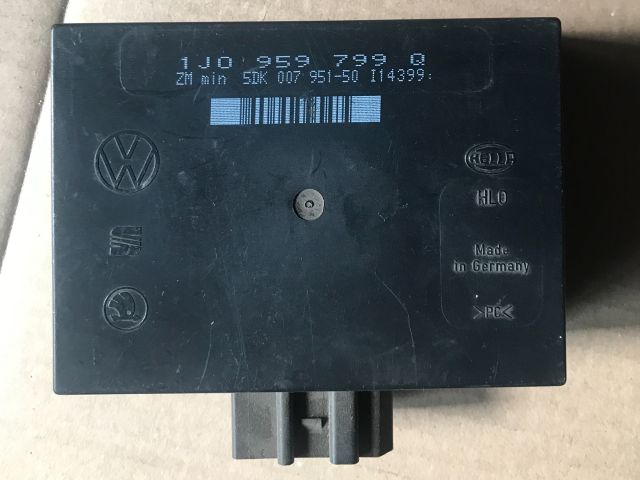 1J0 959 799 Q
ZM min 5DK 007 951-50 I14399:
HELLA
HLO
Made
in Germany
>PC<